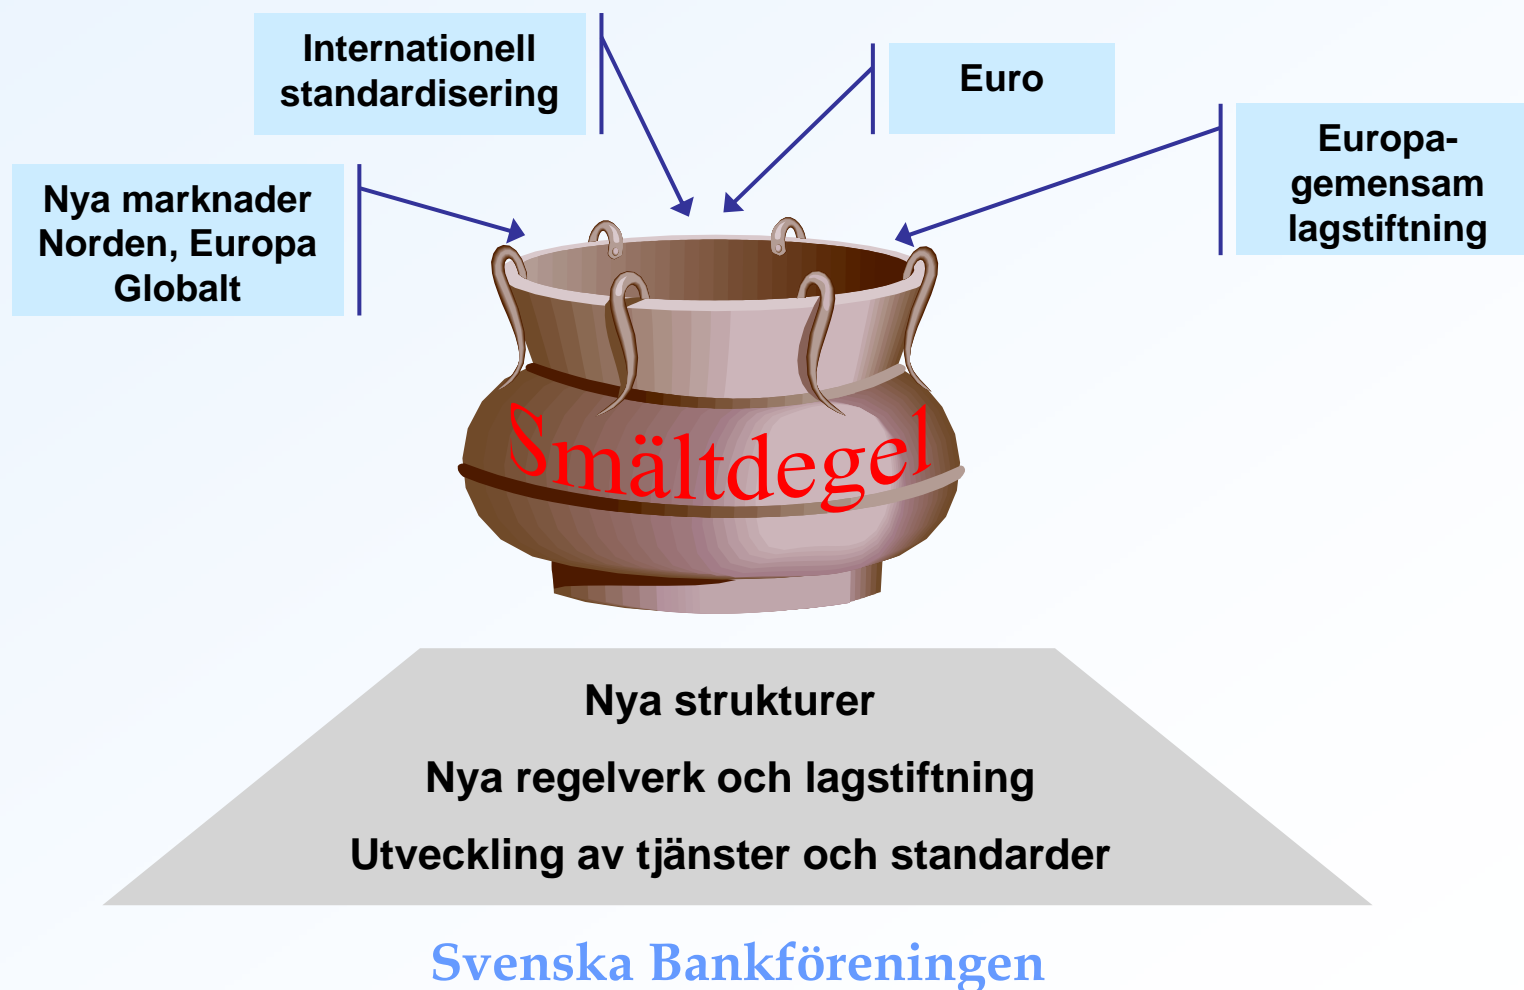 Internationell
standardisering
Euro
Europa-
gemensam
lagstiftning
Nya marknader
Norden, Europa
Globalt
Smältdegel
Nya strukturer
Nya regelverk och lagstiftning
Utveckling av tjänster och standarder
Svenska Bankföreningen